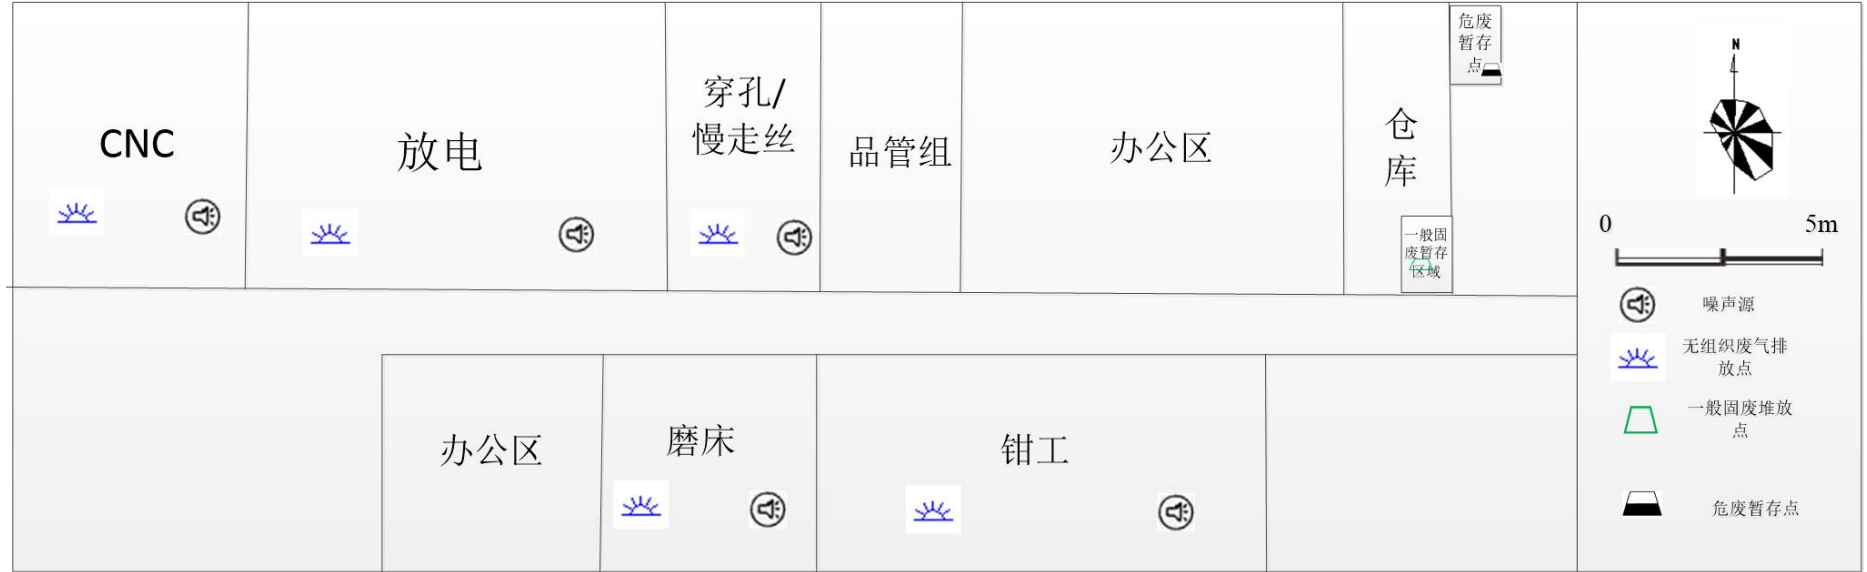 CNC
放电
穿孔/
慢走丝
品管组
办公区
仓
库
危废
暂存
点
一般固
废暂存
区域
办公区
磨床
钳工
N
0
5m
噪声源
无组织废气排
放点
一般固废堆放
点
危废暂存点